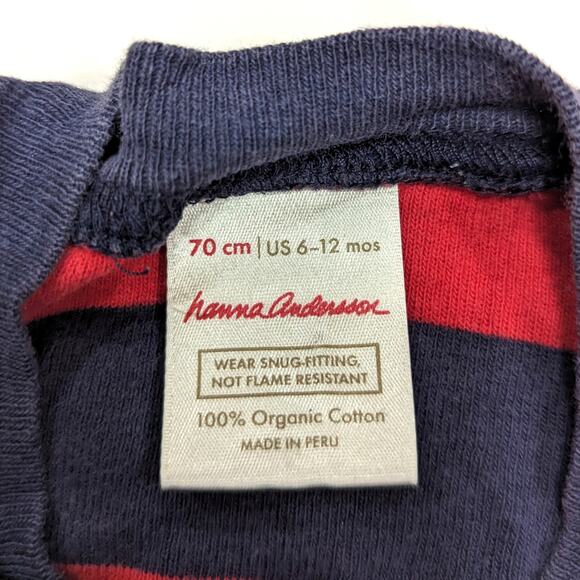 70 cm | US 6-12 mos
hanna andersson
WEAR SNUG-FITTING,
NOT FLAME RESISTANT
100% Organic Cotton
MADE IN PERU